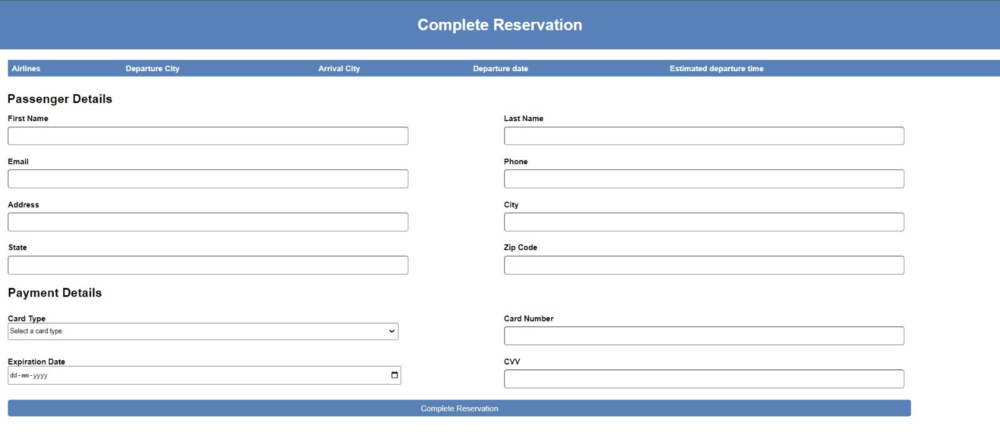 Complete Reservation
Airlines Departure City Arrival City Departure date Estimated departure time
Passenger Details
First Name Last Name
Email Phone
Address City
State Zip Code
Payment Details
Card Type Card Number
Select a card type
Expiration Date CVV
dd-mm-yyyy
Complete Reservation